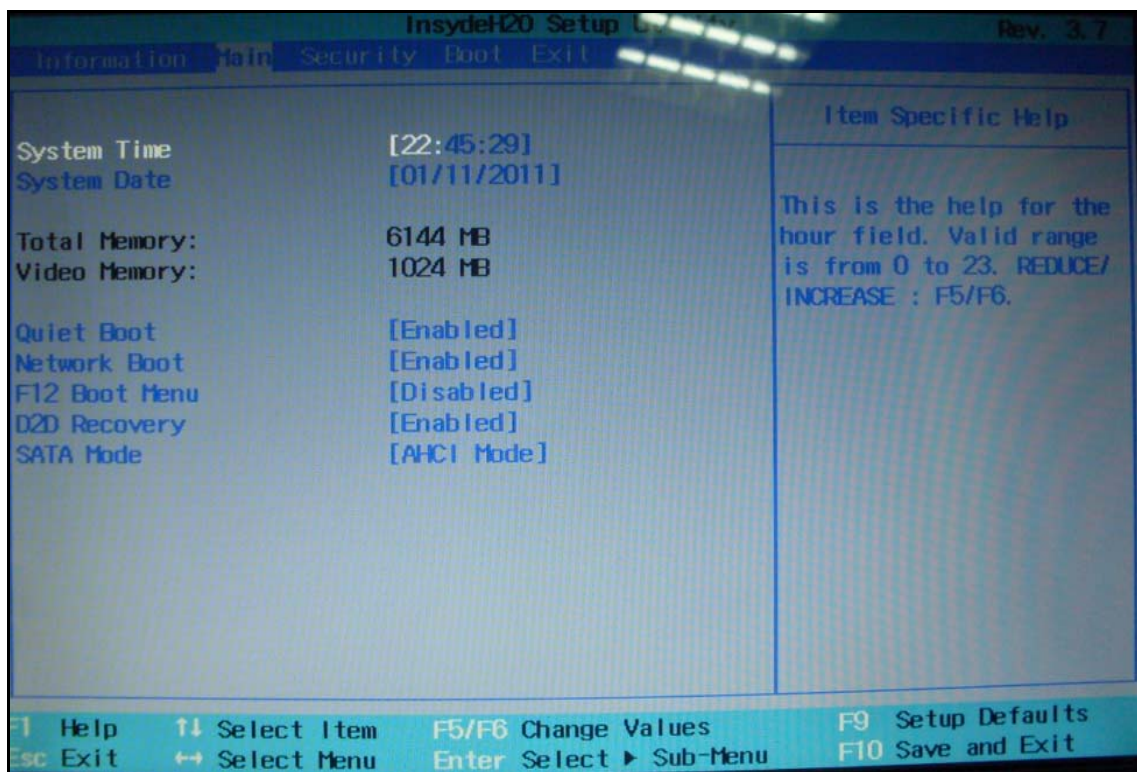 InsydeH2O Setup
Rev. 3.7
Information Main Security Boot Exit
Item Specific Help
System Time [22:45:29]
System Date [01/11/2011]
This is the help for the
hour field. Valid range
is from 0 to 23. REDUCE/
INCREASE : F5/F6.
Total Memory: 6144 MB
Video Memory: 1024 MB
Quiet Boot [Enabled]
Network Boot [Enabled]
F12 Boot Menu [Disabled]
D2D Recovery [Enabled]
SATA Mode [AHCI Mode]
F1 Help ↑↓ Select Item F5/F6 Change Values F9 Setup Defaults
Esc Exit ↔ Select Menu Enter Select ▶ Sub-Menu F10 Save and Exit